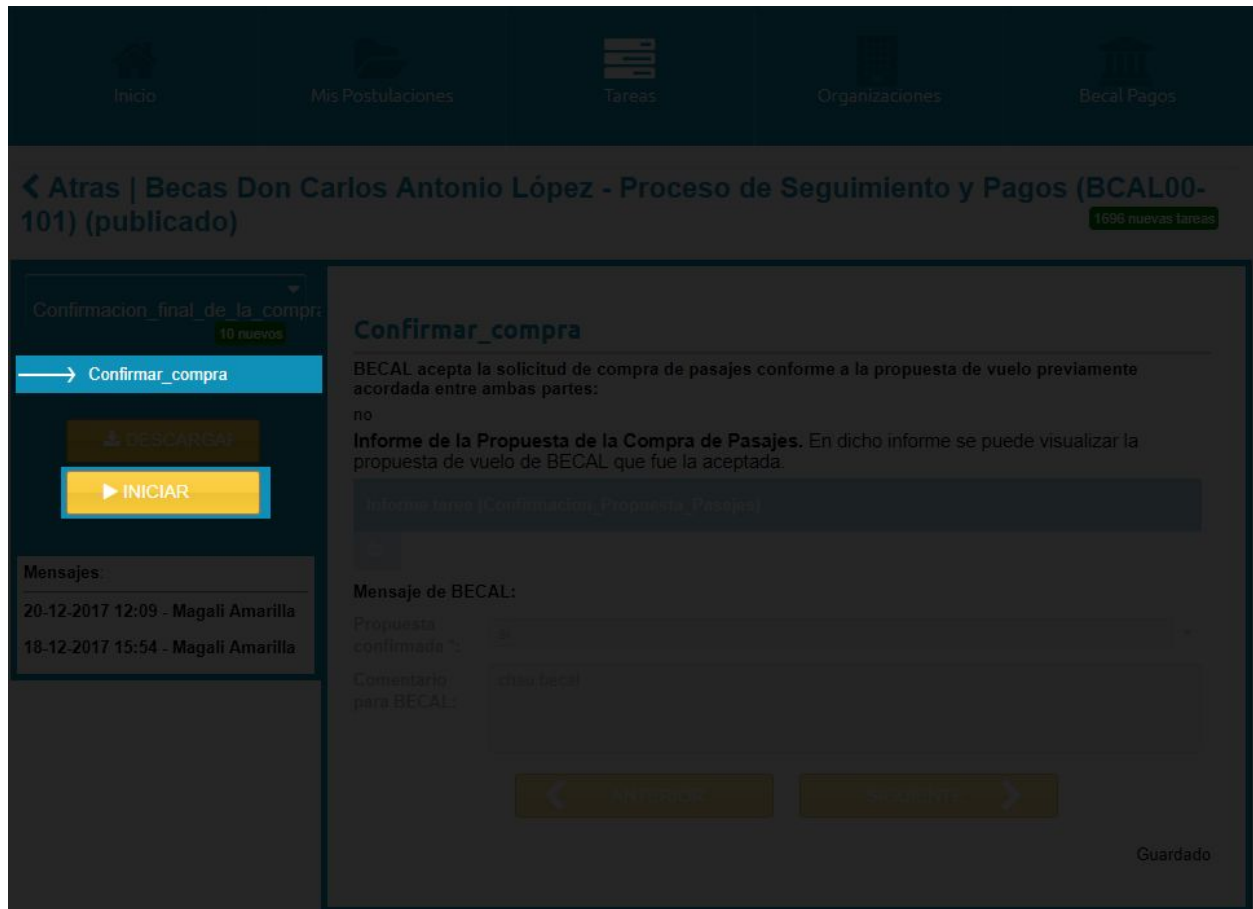 Inicio
Mis Postulaciones
Tareas
Organizaciones
Becal Pagos
Atras | Becas Don Carlos Antonio López - Proceso de Seguimiento y Pagos (BCAL00-
101) (publicado)
1696 nuevas tareas
Confirmacion_final_de_la_compra
10 nuevos
Confirmar_compra
DESCARGAR
INICIAR
Mensajes:
20-12-2017 12:09 - Magali Amarilla
18-12-2017 15:54 - Magali Amarilla
Confirmar_compra
BECAL acepta la solicitud de compra de pasajes conforme a la propuesta de vuelo previamente
acordada entre ambas partes:
no
Informe de la Propuesta de la Compra de Pasajes. En dicho informe se puede visualizar la
propuesta de vuelo de BECAL que fue la aceptada.
Informe tarea (Confirmacion_Propuesta_Pasajes)
Mensaje de BECAL:
Propuesta
confirmada *:
Comentario
para BECAL:
chau becal
ANTERIOR
SIGUIENTE
Guardado